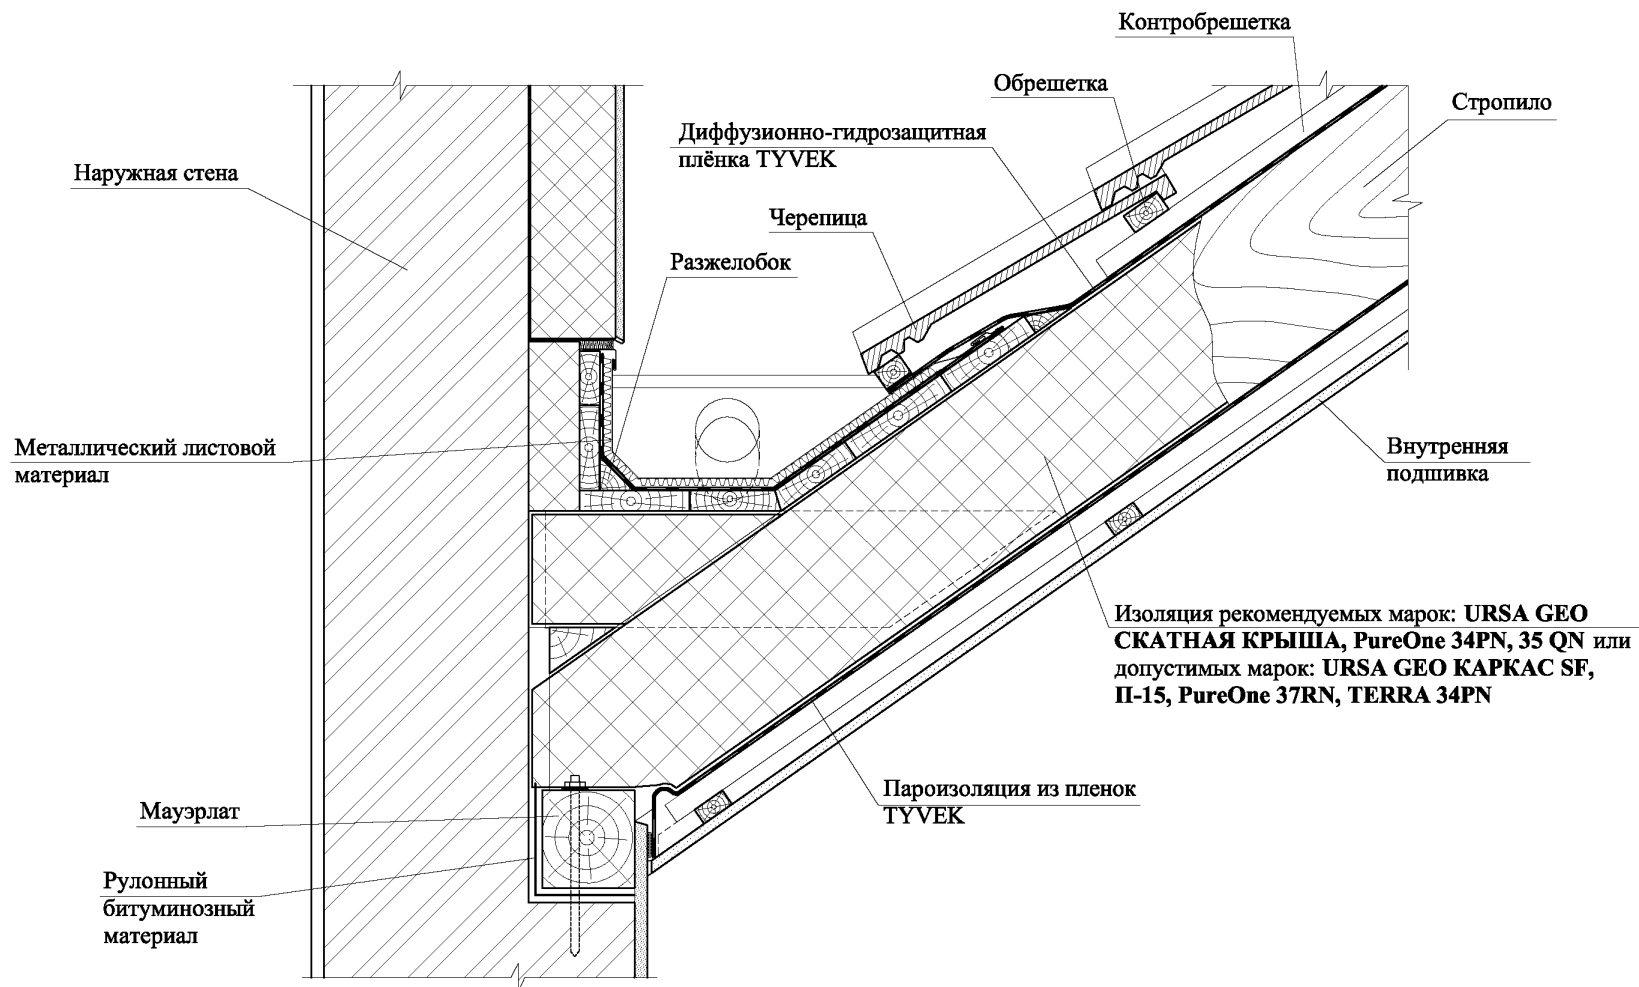 Контробрешетка
Обрешетка
Стропило
Диффузионно-гидрозащитная
плёнка TYVEK
Наружная стена
Черепица
Разжелобок
Металлический листовой
материал
Внутренняя
подшивка
Изоляция рекомендуемых марок: URSA GEO
СКАТНАЯ КРЫША, PureOne 34PN, 35 QN или
допустимых марок: URSA GEO КАРКАС SF,
П-15, PureOne 37RN, TERRA 34PN
Пароизоляция из пленок
TYVEK
Мауэрлат
Рулонный
битуминозный
материал